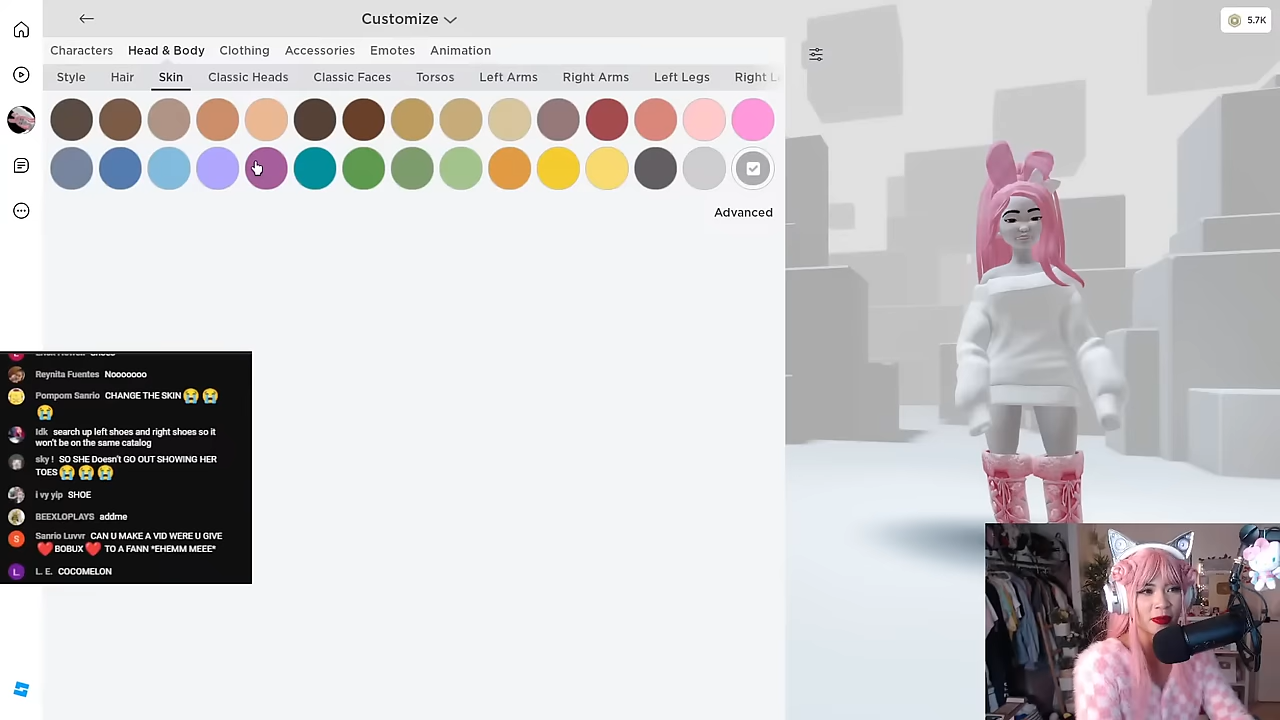 Customize
5.7K
Characters Head & Body Clothing Accessories Emotes Animation
Style Hair Skin Classic Heads Classic Faces Torsos Left Arms Right Arms Left Legs Right
Advanced
Reynita Fuentes Nooooooo
Pompom Sanrio CHANGE THE SKIN😭😭
😭
Idk search up left shoes and right shoes so it
won't be on the same catalog
sky ! SO SHE Doesn't GO OUT SHOWING HER
TOES😭😭😭
i vy yip SHOE
BEEXLOPLAYS addme
S Sanrio Luvvr CAN U MAKE A VID WERE U GIVE
❤️BOBUX❤️ TO A FANN *EHEMM MEEE*
L L. E. COCOMELON